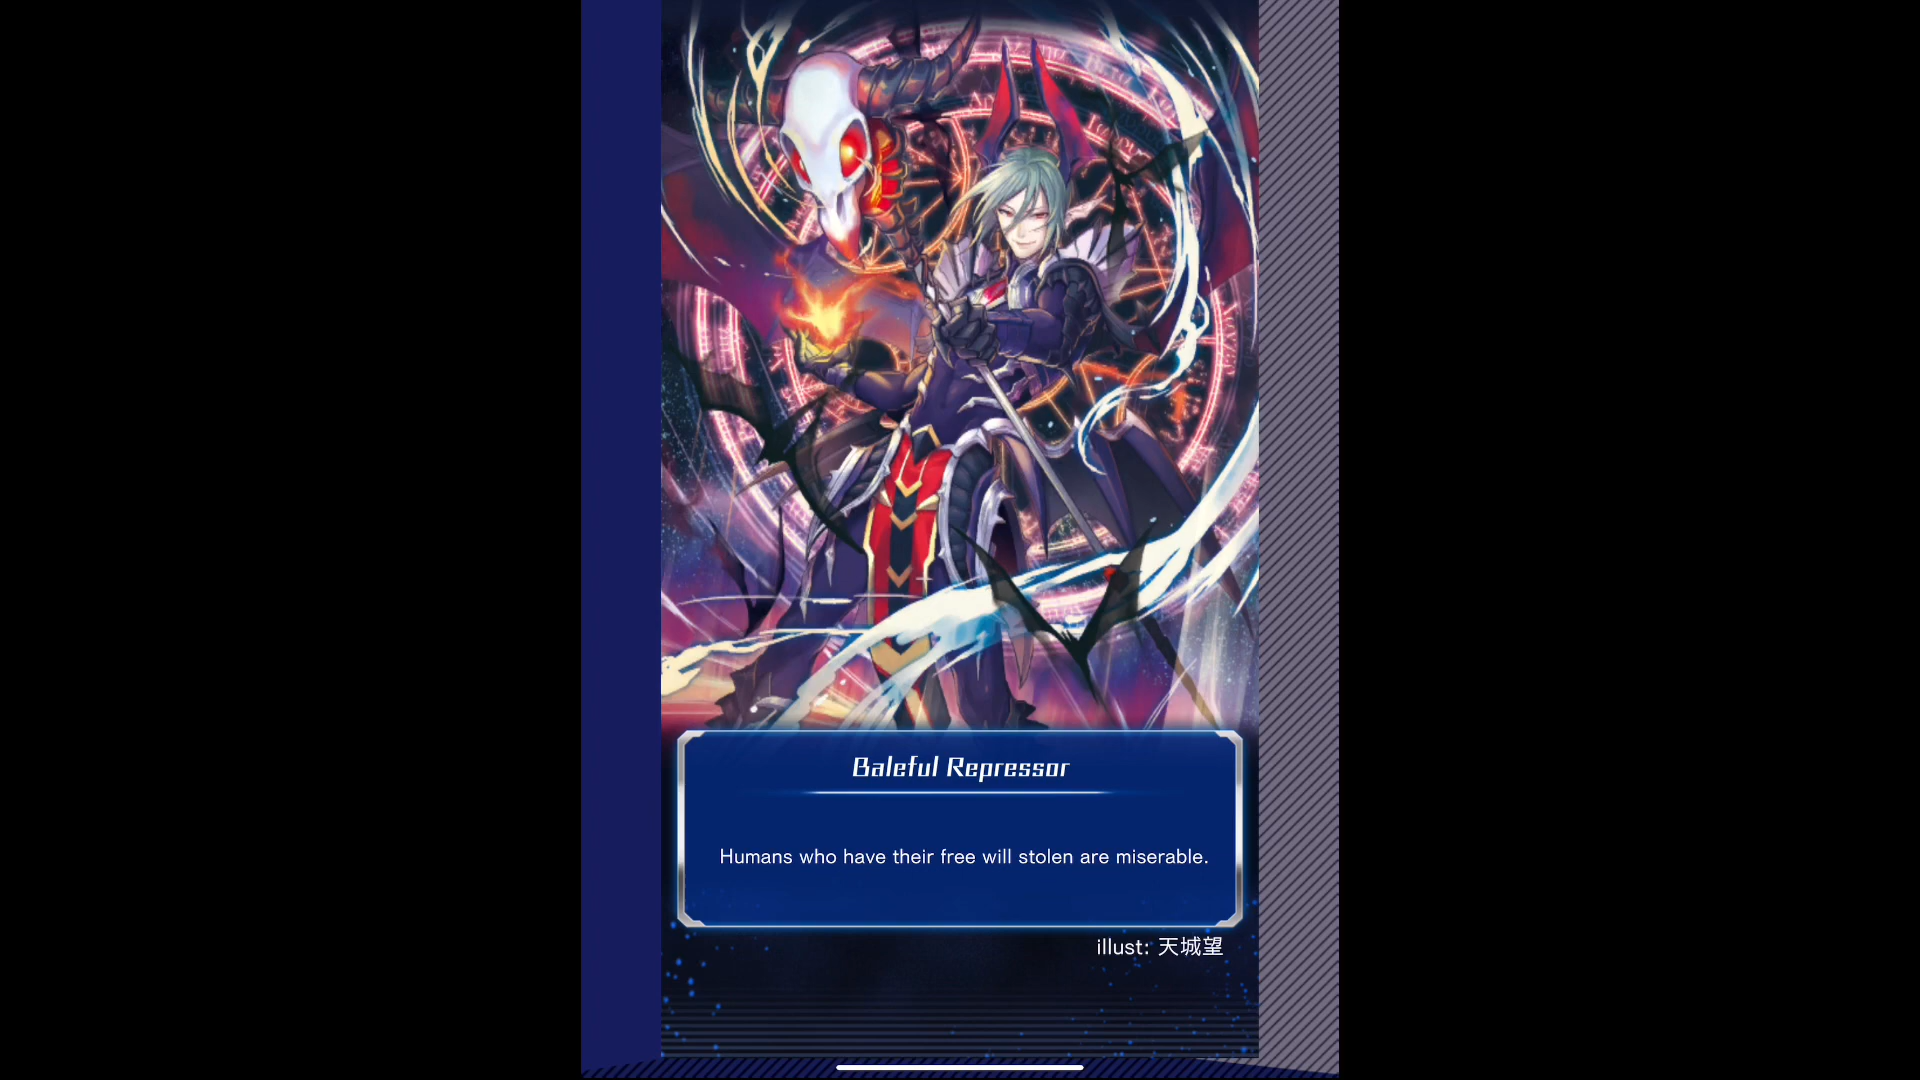 Baleful Repressor
Humans who have their free will stolen are miserable.
illust: 天城望